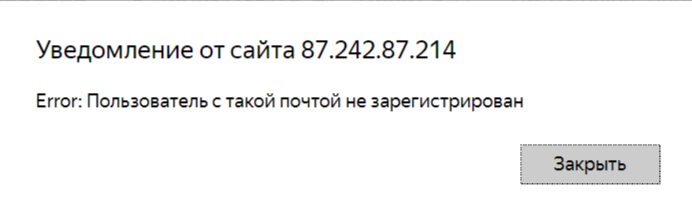 Уведомление от сайта 87.242.87.214
Error: Пользователь с такой почтой не зарегистрирован
Закрыть